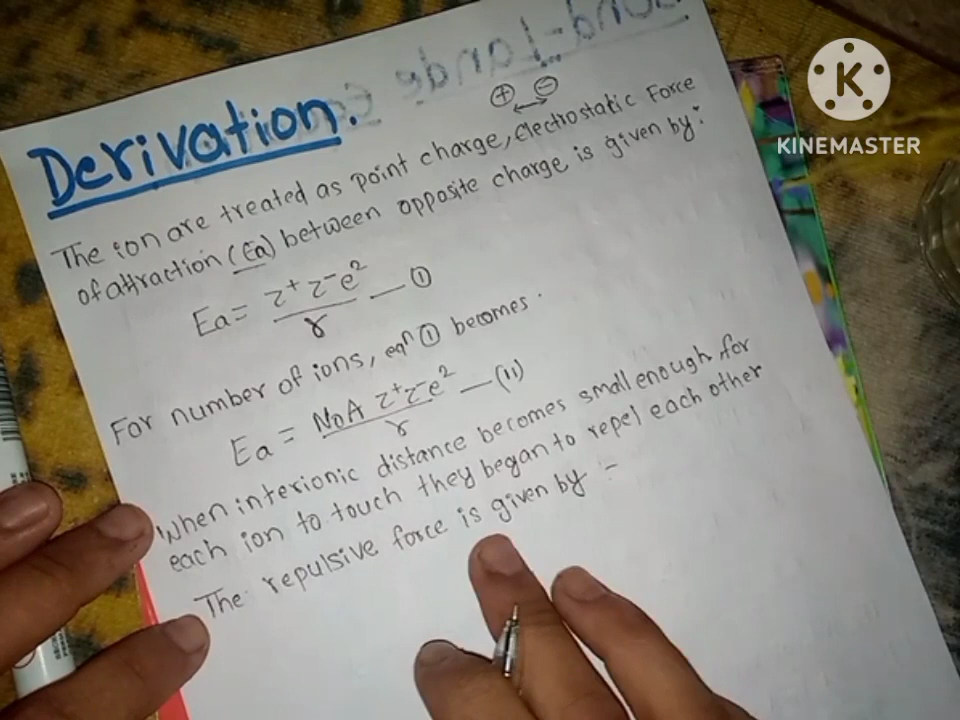 Derivation.
+ -
The ion are treated as point charge, Electrostatic Force
of attraction (Ea) between opposite charge is given by:
Ea = z⁺ z⁻ e² / r — ①
For number of ions, eqⁿ ① becomes.
Ea = NoA z⁺ z⁻ e² / r — (11)
When interionic distance becomes small enough for
each ion to touch they began to repel each other
The repulsive force is given by :-
K
KINEMASTER